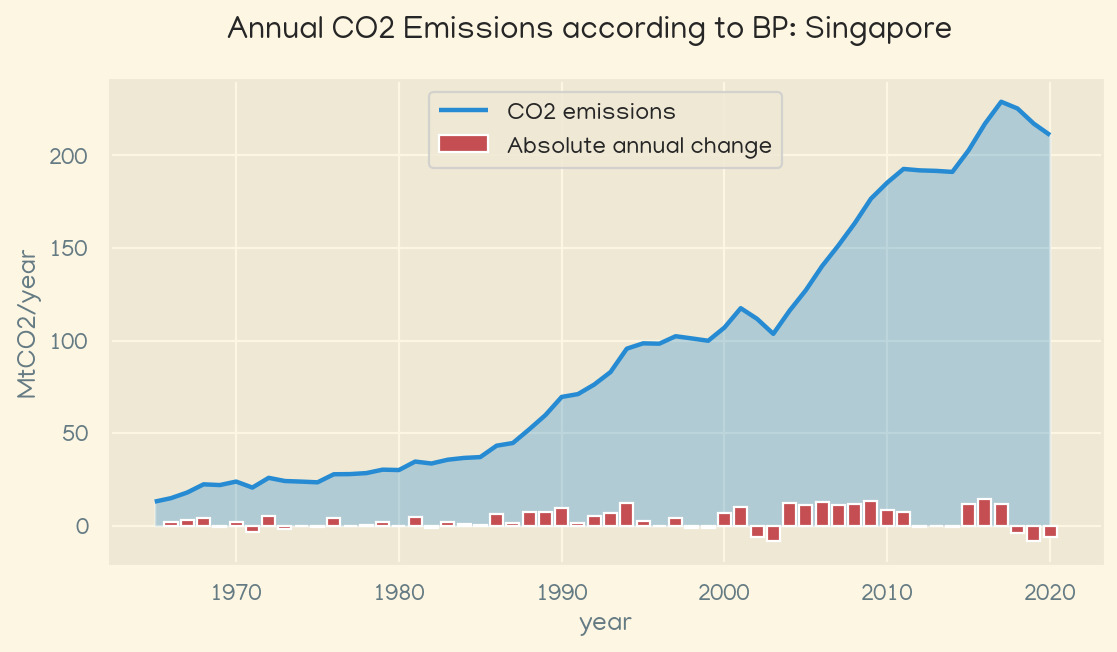 Annual CO2 Emissions according to BP: Singapore
CO2 emissions
Absolute annual change
MtCO2/year
200
150
100
50
0
1970 1980 1990 2000 2010 2020
year